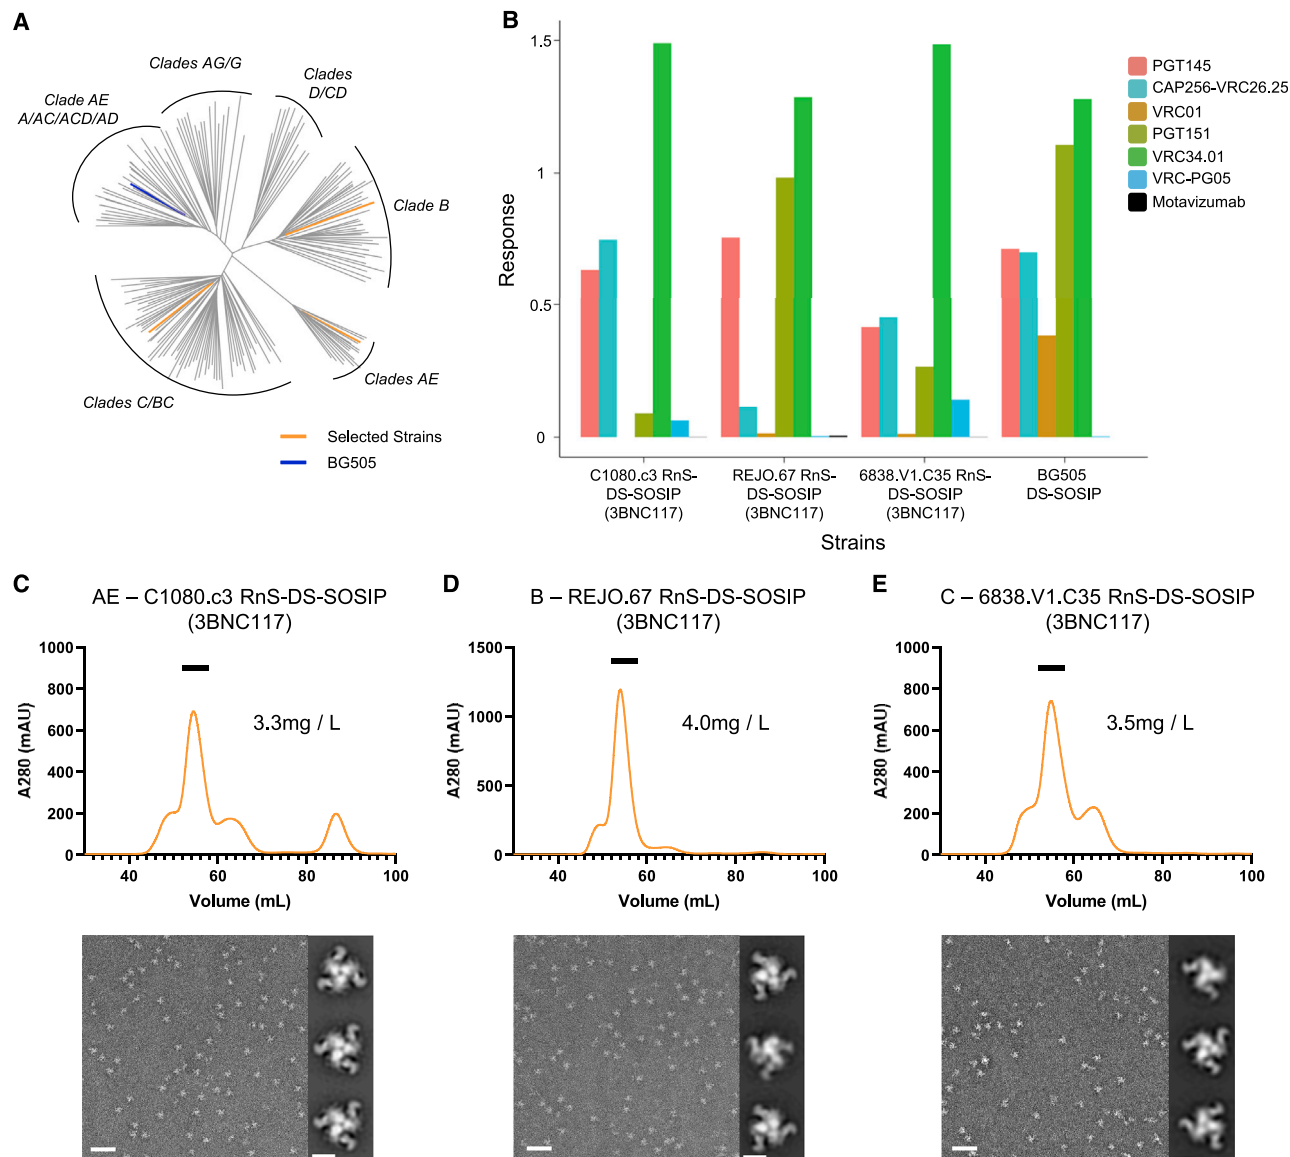 A
Clades AG/G
Clades
D/CD
Clade AE
A/AC/ACD/AD
Clade B
Clades AE
Clades C/BC
Selected Strains
BG505
B
Response
1.5
1
0.5
0
PGT145
CAP256-VRC26.25
VRC01
PGT151
VRC34.01
VRC-PG05
Motavizumab
C1080.c3 RnS-
DS-SOSIP
(3BNC117)
REJO.67 RnS-
DS-SOSIP
(3BNC117)
6838.V1.C35 RnS-
DS-SOSIP
(3BNC117)
BG505
DS-SOSIP
Strains
C
AE – C1080.c3 RnS-DS-SOSIP
(3BNC117)
A280 (mAU)
1000
800
600
400
200
0
3.3mg / L
40 60 80 100
Volume (mL)
D
B – REJO.67 RnS-DS-SOSIP
(3BNC117)
A280 (mAU)
1500
1000
500
0
4.0mg / L
40 60 80 100
Volume (mL)
E
C – 6838.V1.C35 RnS-DS-SOSIP
(3BNC117)
A280 (mAU)
1000
800
600
400
200
0
3.5mg / L
40 60 80 100
Volume (mL)